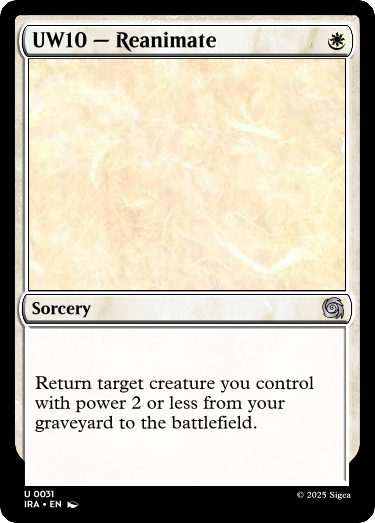 UW10 — Reanimate
Sorcery
Return target creature you control
with power 2 or less from your
graveyard to the battlefield.
U 0031
IRA • EN
© 2025 Sigea